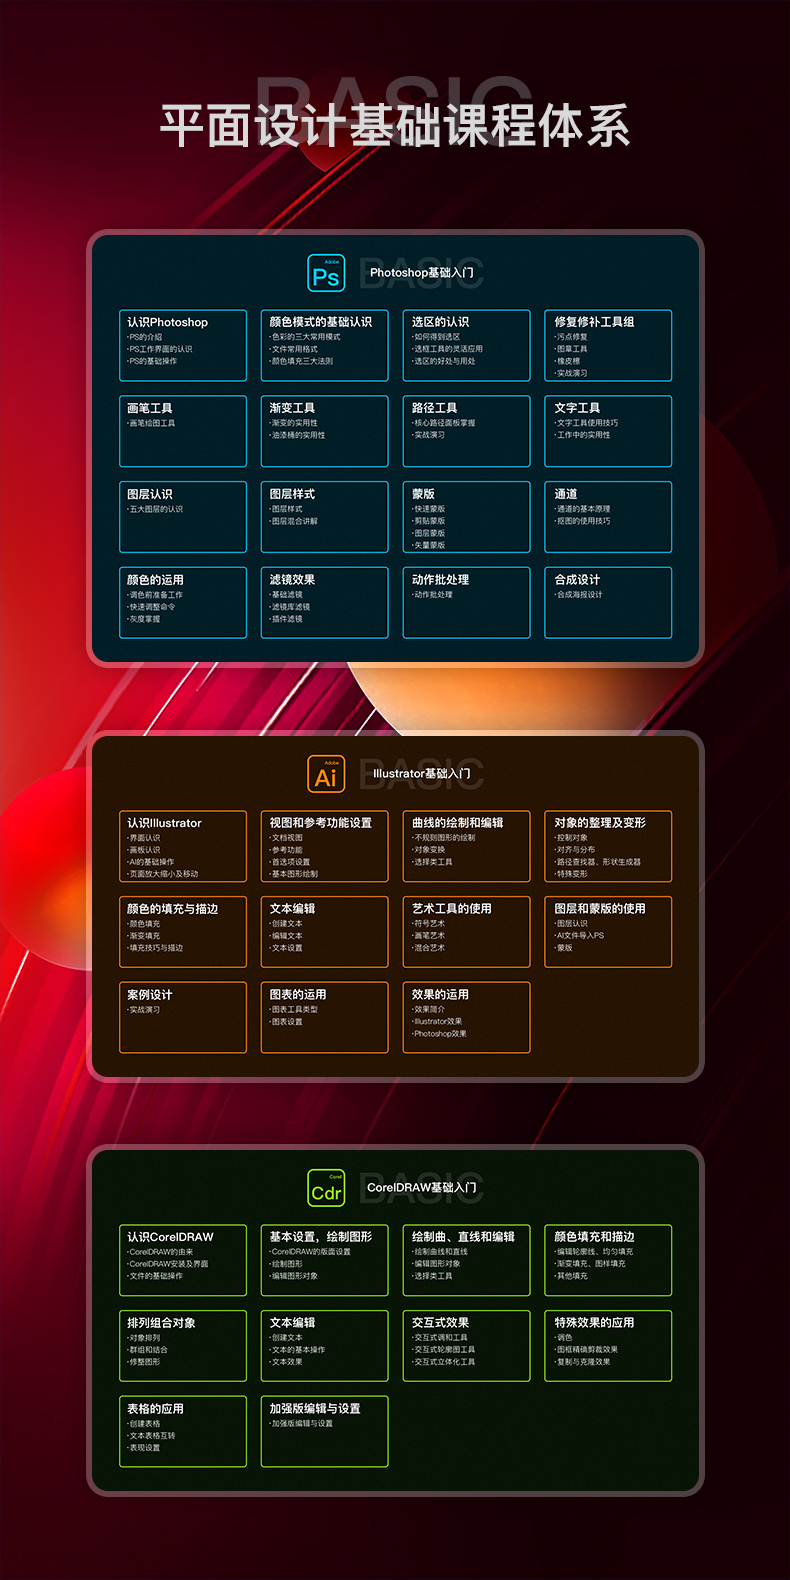 BASIC
平面设计基础课程体系
Adobe
Ps
BASIC
Photoshop基础入门
认识Photoshop
·PS的介绍
·PS工作界面的认识
·PS的基础操作
颜色模式的基础认识
·色彩的三大常用模式
·文件常用格式
·颜色填充三大法则
选区的认识
·如何得到选区
·选框工具的灵活应用
·选区的好处与用处
修复修补工具组
·污点修复
·图章工具
·橡皮檫
·实战演习
画笔工具
·画笔绘图工具
渐变工具
·渐变的实用性
·油漆桶的实用性
路径工具
·核心路径面板掌握
·实战演习
文字工具
·文字工具使用技巧
·工作中的实用性
图层认识
·五大图层的认识
图层样式
·图层样式
·图层混合讲解
蒙版
·快速蒙版
·剪贴蒙版
·图层蒙版
·矢量蒙版
通道
·通道的基本原理
·抠图的使用技巧
颜色的运用
·调色前准备工作
·快速调整命令
·灰度掌握
滤镜效果
·基础滤镜
·滤镜库滤镜
·插件滤镜
动作批处理
·动作批处理
合成设计
·合成海报设计
Adobe
Ai
BASIC
Illustrator基础入门
认识Illustrator
·界面认识
·画板认识
·AI的基础操作
·页面放大缩小及移动
视图和参考功能设置
·文档视图
·参考功能
·首选项设置
·基本图形绘制
曲线的绘制和编辑
·不规则图形的绘制
·对象变换
·选择类工具
对象的整理及变形
·控制对象
·对齐与分布
·路径查找器、形状生成器
·特殊变形
颜色的填充与描边
·颜色填充
·渐变填充
·填充技巧与描边
文本编辑
·创建文本
·编辑文本
·文本设置
艺术工具的使用
·符号艺术
·画笔艺术
·混合艺术
图层和蒙版的使用
·图层认识
·AI文件导入PS
·蒙版
案例设计
·实战演习
图表的运用
·图表工具类型
·图表设置
效果的运用
·效果简介
·Illustrator效果
·Photoshop效果
Corel
Cdr
BASIC
CorelDRAW基础入门
认识CorelDRAW
·CorelDRAW的由来
·CorelDRAW安装及界面
·文件的基础操作
基本设置，绘制图形
·CorelDRAW的版面设置
·绘制图形
·编辑图形对象
绘制曲、直线和编辑
·绘制曲线和直线
·编辑图形对象
·选择类工具
颜色填充和描边
·编辑轮廓线、均匀填充
·渐变填充、图样填充
·其他填充
排列组合对象
·对象排列
·群组和结合
·修整图形
文本编辑
·创建文本
·文本的基本操作
·文本效果
交互式效果
·交互式调和工具
·交互式轮廓图工具
·交互式立体化工具
特殊效果的应用
·调色
·图框精确剪裁效果
·复制与克隆效果
表格的应用
·创建表格
·文本表格互转
·表现设置
加强版编辑与设置
·加强版编辑与设置